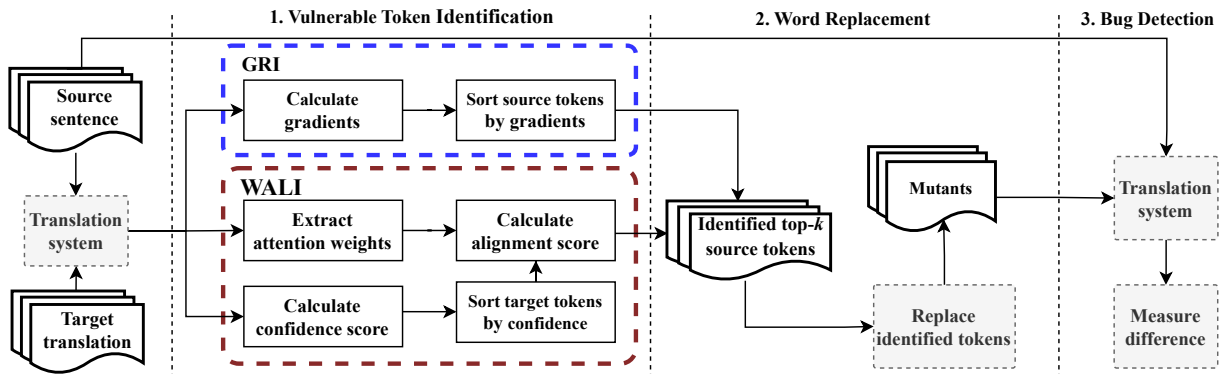 1. Vulnerable Token Identification
2. Word Replacement
3. Bug Detection
Source
sentence
Translation
system
Target
translation
GRI
Calculate
gradients
Sort source tokens
by gradients
WALI
Extract
attention weights
Calculate
alignment score
Calculate
confidence score
Sort target tokens
by confidence
Identified top-k
source tokens
Mutants
Replace
identified tokens
Translation
system
Measure
difference